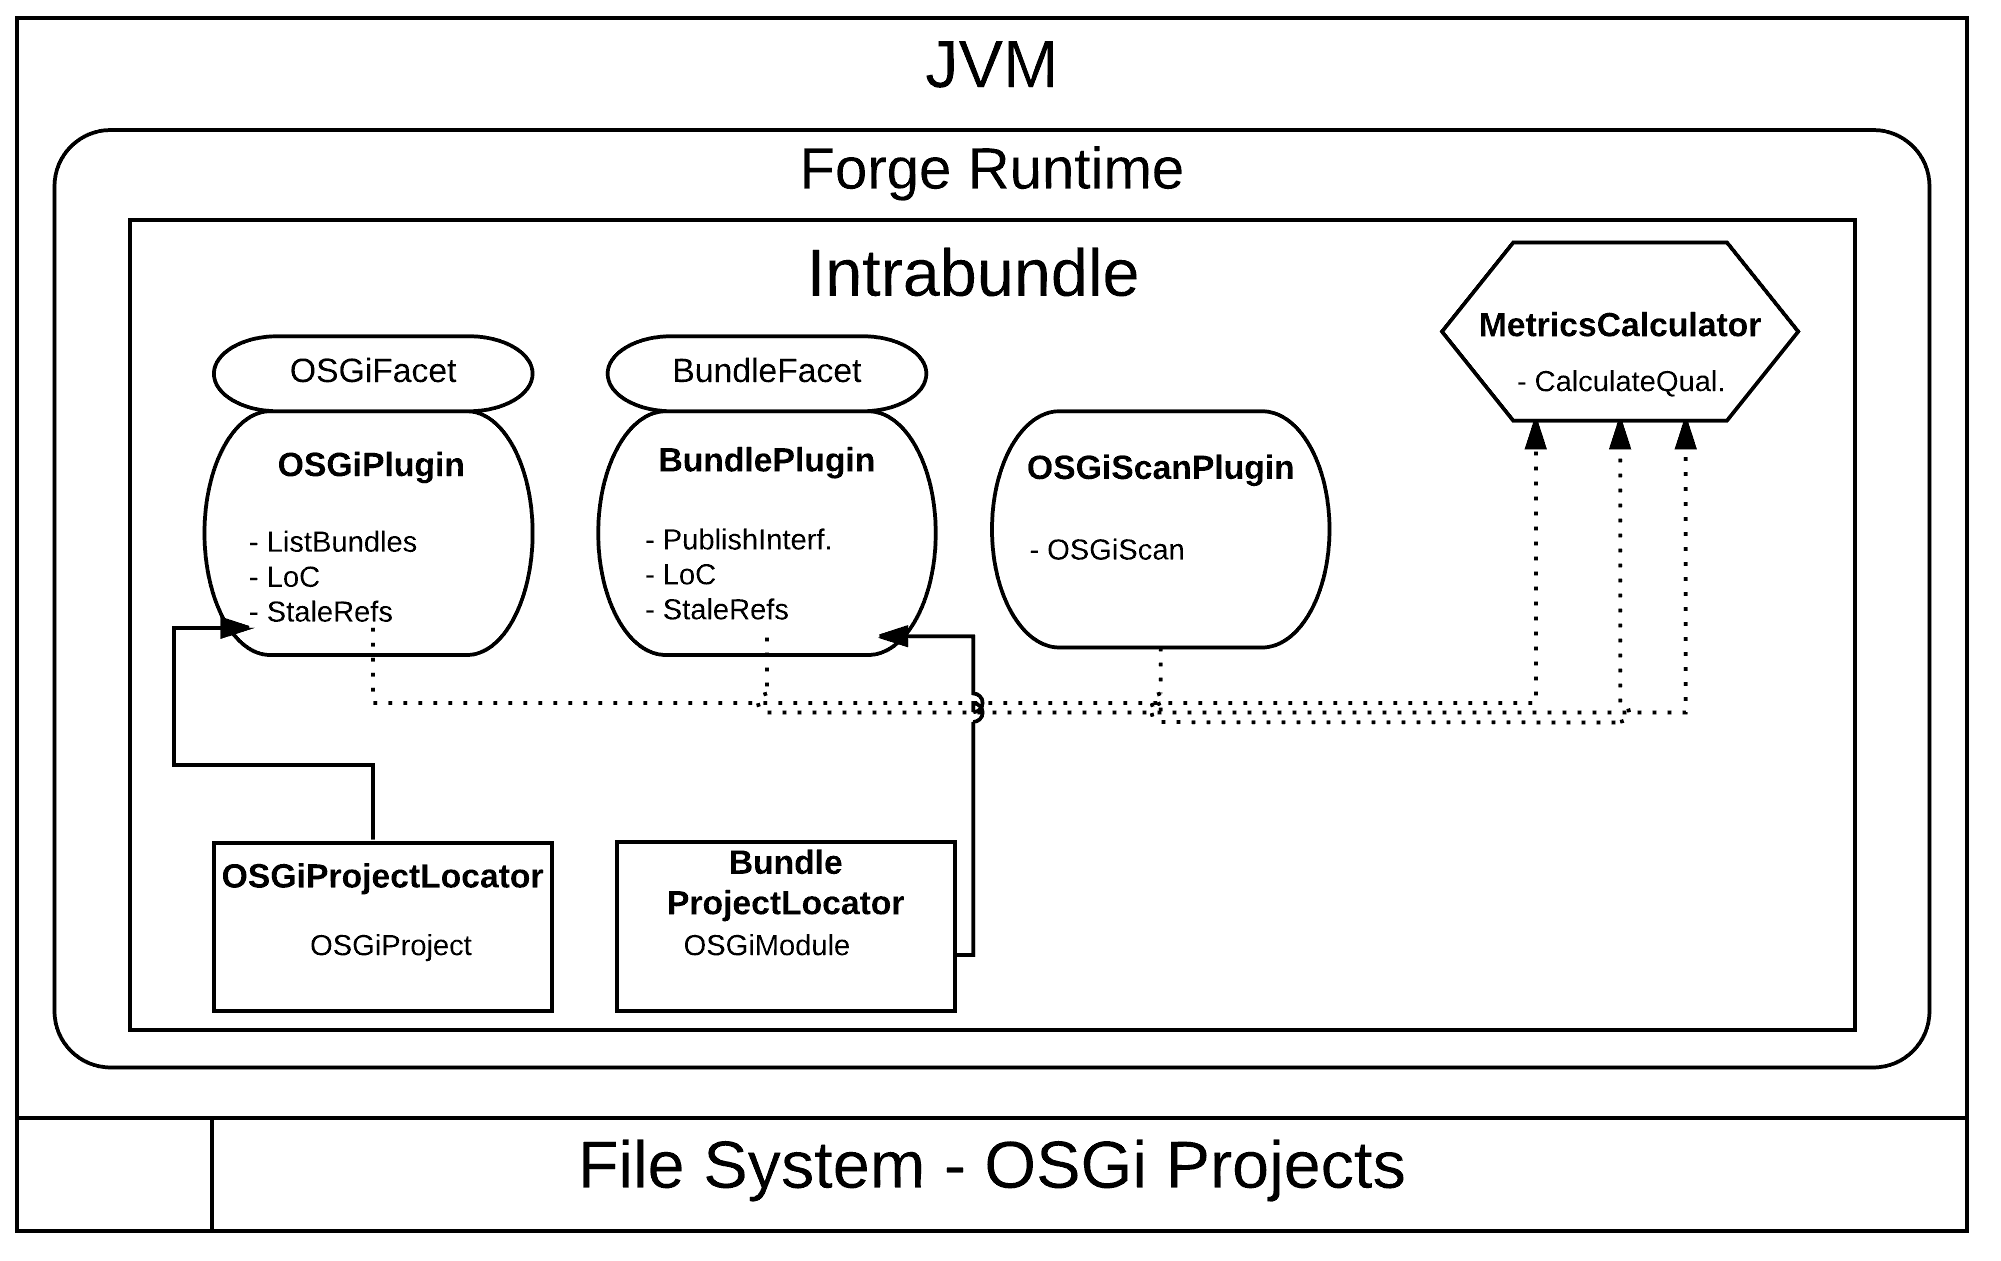 JVM
Forge Runtime
Intrabundle
OSGiFacet
BundleFacet
MetricsCalculator
- CalculateQual.
OSGiPlugin
- ListBundles
- LoC
- StaleRefs
BundlePlugin
- PublishInterf.
- LoC
- StaleRefs
OSGiScanPlugin
- OSGiScan
OSGiProjectLocator
OSGiProject
Bundle
ProjectLocator
OSGiModule
File System - OSGi Projects